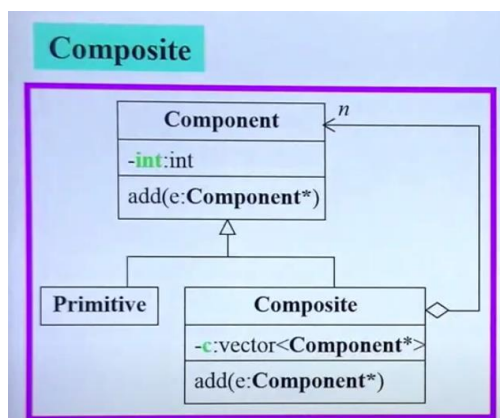 Composite
Component
n
-int:int
add(e:Component*)
Primitive
Composite
-c:vector<Component*>
add(e:Component*)